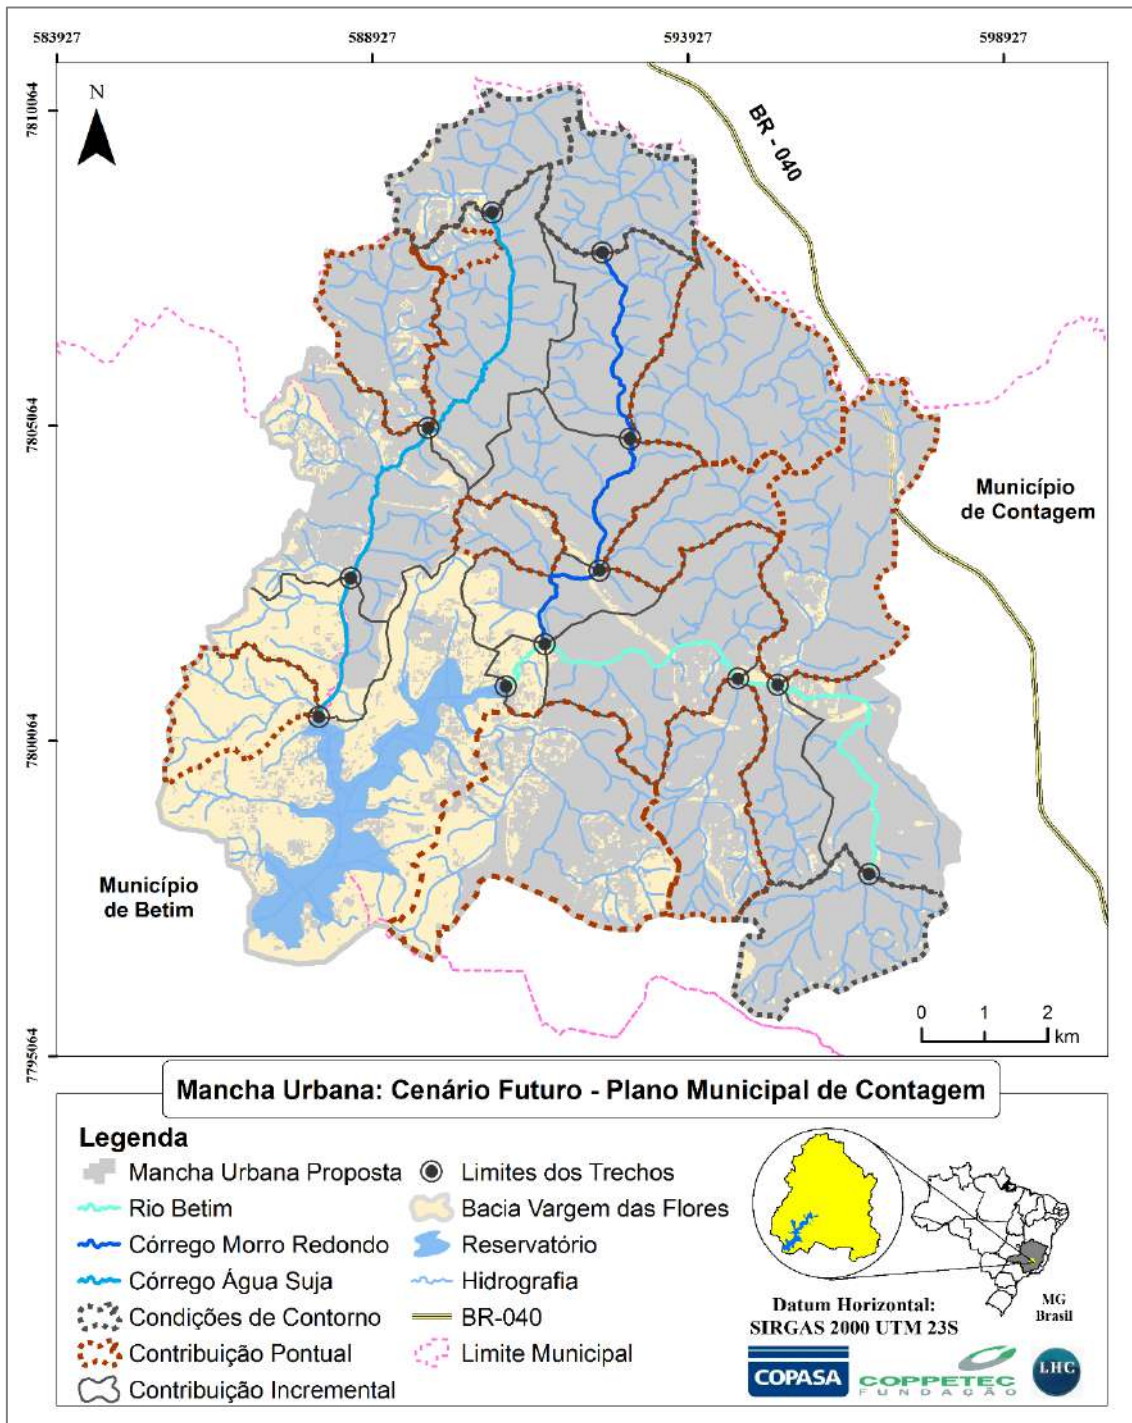 583927
588927
593927
598927
7810064
7805064
7800064
7795064
N
BR - 040
Município
de Contagem
Município
de Betim
0 1 2
km
Mancha Urbana: Cenário Futuro - Plano Municipal de Contagem
Legenda
Mancha Urbana Proposta
Rio Betim
Córrego Morro Redondo
Córrego Água Suja
Condições de Contorno
Contribuição Pontual
Contribuição Incremental
Limites dos Trechos
Bacia Vargem das Flores
Reservatório
Hidrografia
BR-040
Limite Municipal
MG
Brasil
Datum Horizontal:
SIRGAS 2000 UTM 23S
COPASA
COPPETEC
FUNDAÇÃO
LHC